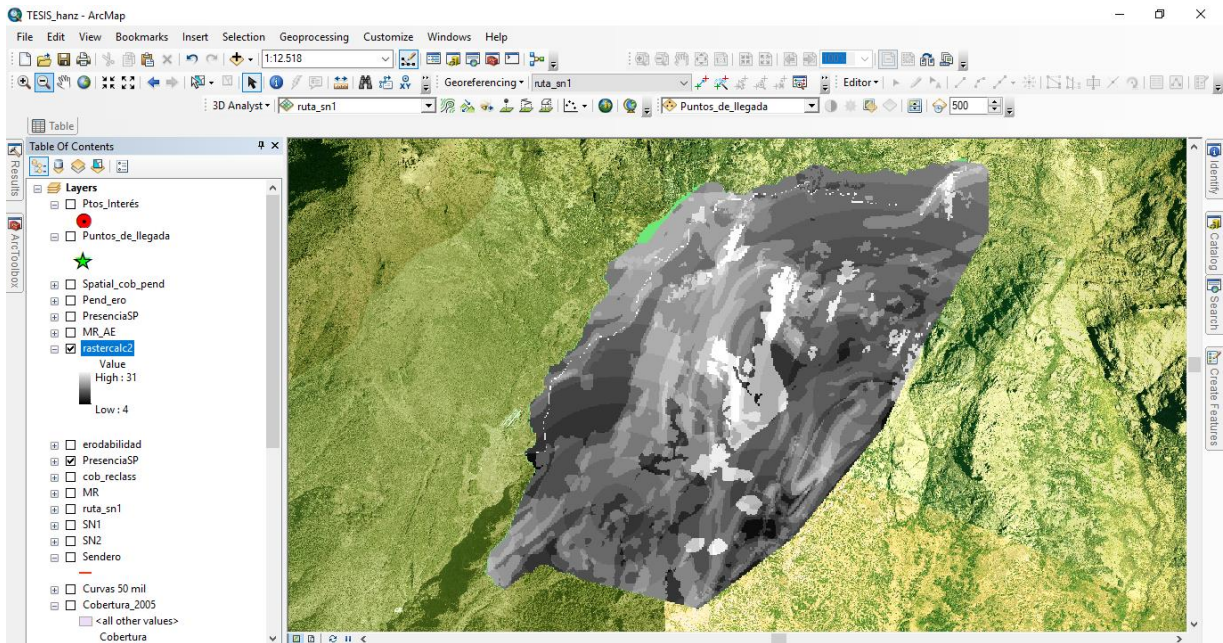 TESIS_hanz - ArcMap
File Edit View Bookmarks Insert Selection Geoprocessing Customize Windows Help
1:12.518
Georeferencing ruta_sn1 Editor
3D Analyst ruta_sn1 Puntos_de_llegada 500
Table
Table Of Contents
Results
ArcToolbox
Layers
Ptos_Interés
Puntos_de_llegada
Spatial_cob_pend
Pend_ero
PresenciaSP
MR_AE
rastercalc2
Value
High : 31
Low : 4
erodabilidad
PresenciaSP
cob_reclass
MR
ruta_sn1
SN1
SN2
Sendero
Curvas 50 mil
Cobertura_2005
<all other values>
Cobertura
Identify
Catalog
Search
Create Features